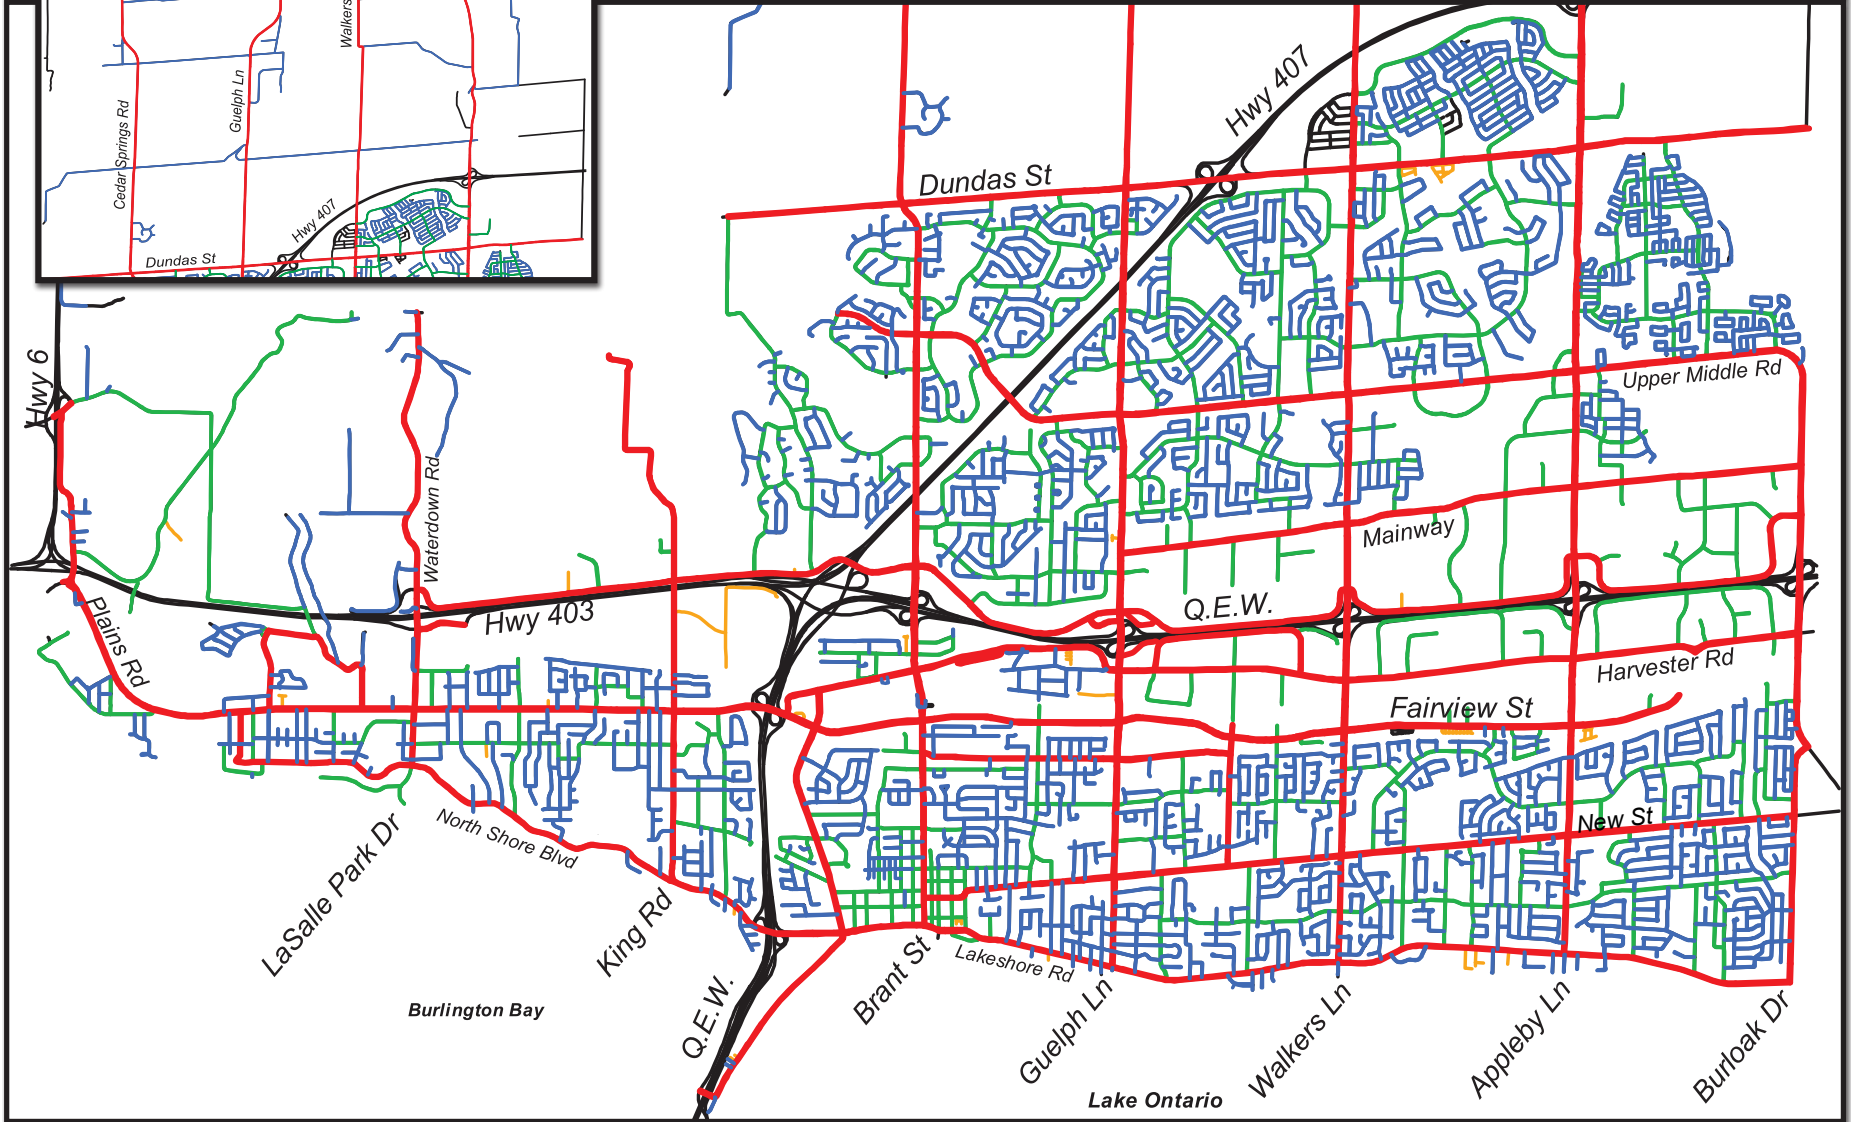 Walkers
Guelph Ln
Cedar Springs Rd
Hwy 407
Dundas St
Hwy 407
Dundas St
Hwy 6
Upper Middle Rd
Waterdown Rd
Mainway
Plains Rd
Hwy 403
Q.E.W.
Harvester Rd
Fairview St
New St
North Shore Blvd
LaSalle Park Dr
King Rd
Brant St
Lakeshore Rd
Q.E.W.
Guelph Ln
Walkers Ln
Appleby Ln
Burloak Dr
Burlington Bay
Lake Ontario